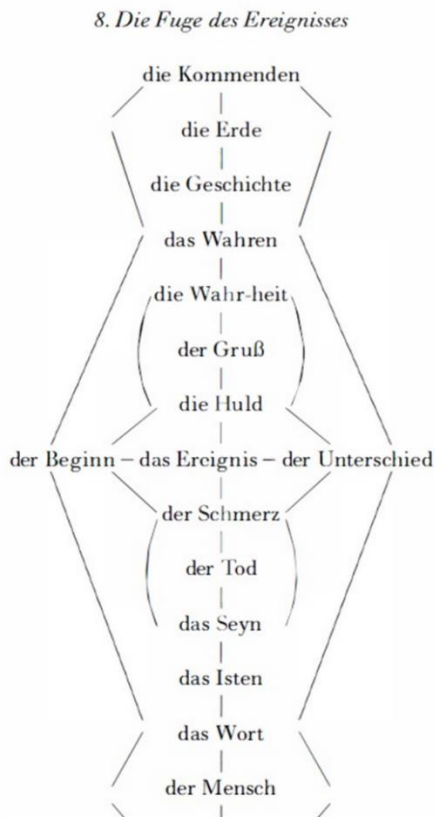 8. Die Fuge des Ereignisses
die Kommenden
die Erde
die Geschichte
das Wahren
die Wahr-heit
der Gruß
die Huld
der Beginn – das Ereignis – der Unterschied
der Schmerz
der Tod
das Seyn
das Isten
das Wort
der Mensch